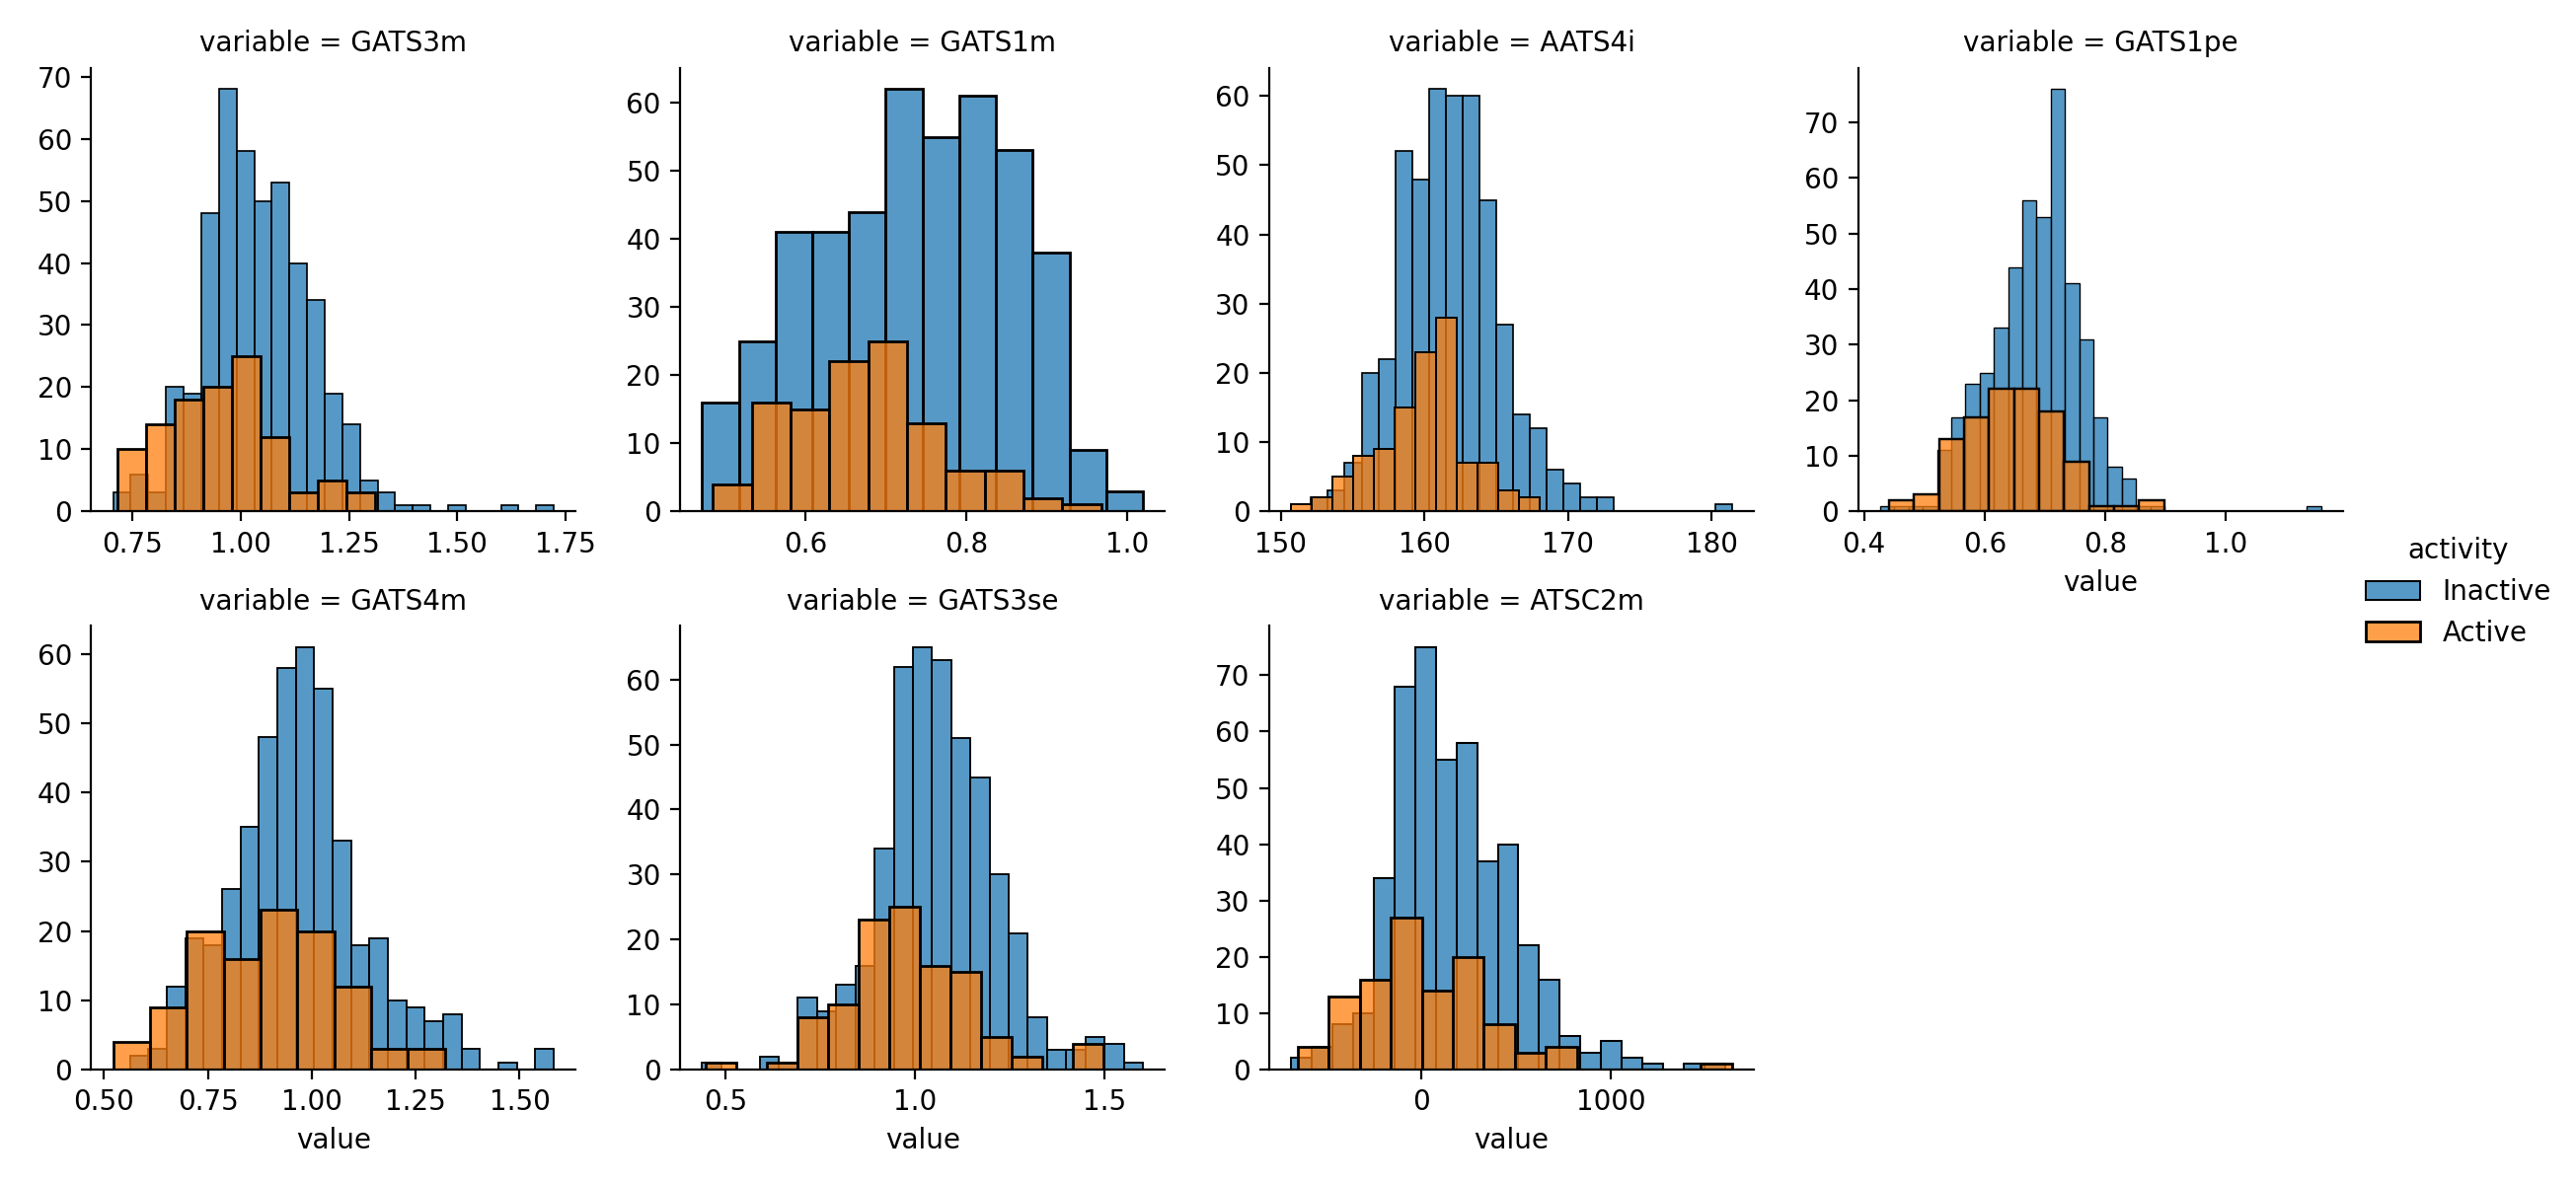 variable = GATS3m
70
60
50
40
30
20
10
0
0.75 1.00 1.25 1.50 1.75
variable = GATS1m
60
50
40
30
20
10
0
0.6 0.8 1.0
variable = AATS4i
60
50
40
30
20
10
0
150 160 170 180
variable = GATS1pe
70
60
50
40
30
20
10
0
0.4 0.6 0.8 1.0
value
activity
Inactive
Active
variable = GATS4m
60
50
40
30
20
10
0
0.50 0.75 1.00 1.25 1.50
value
variable = GATS3se
60
50
40
30
20
10
0
0.5 1.0 1.5
value
variable = ATSC2m
70
60
50
40
30
20
10
0
0 1000
value